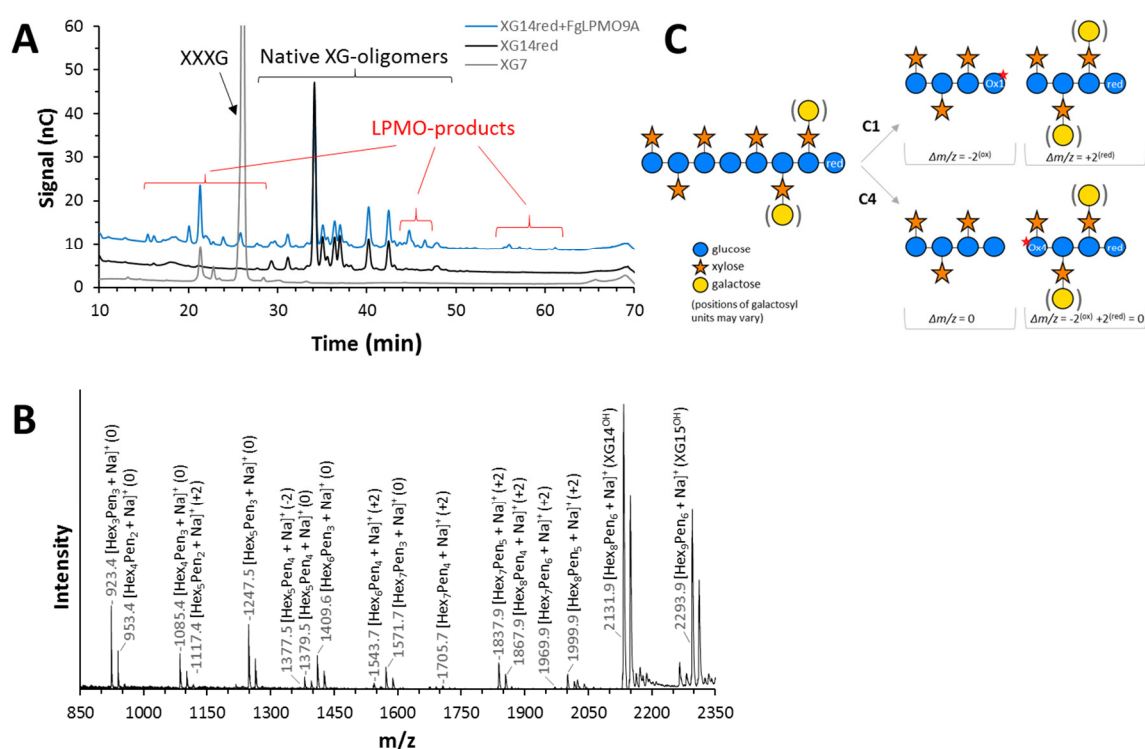 A
60
50
40
30
20
10
0
Signal (nC)
XG14red+FgLPMO9A
XG14red
XG7
XXXG
Native XG-oligomers
LPMO-products
10 20 30 40 50 60 70
Time (min)
C
red
C1
C4
Ox1
red
Δm/z = -2(ox)
Δm/z = +2(red)
Ox4
red
Δm/z = 0
Δm/z = -2(ox) +2(red) = 0
glucose
xylose
galactose
(positions of galactosyl
units may vary)
B
Intensity
923.4 [Hex3Pen3 + Na]+ (0)
953.4 [Hex4Pen2 + Na]+ (0)
1085.4 [Hex4Pen3 + Na]+ (0)
1117.4 [Hex5Pen2 + Na]+ (+2)
1247.5 [Hex5Pen3 + Na]+ (0)
1377.5 [Hex5Pen4 + Na]+ (-2)
1379.5 [Hex5Pen4 + Na]+ (0)
1409.6 [Hex6Pen3 + Na]+ (0)
1543.7 [Hex6Pen4 + Na]+ (+2)
1571.7 [Hex7Pen3 + Na]+ (0)
1705.7 [Hex7Pen4 + Na]+ (+2)
1837.9 [Hex7Pen5 + Na]+ (+2)
1867.9 [Hex8Pen4 + Na]+ (+2)
1969.9 [Hex7Pen6 + Na]+ (+2)
1999.9 [Hex8Pen5 + Na]+ (+2)
2131.9 [Hex8Pen6 + Na]+ (XG14OH)
2293.9 [Hex9Pen6 + Na]+ (XG15OH)
850 1000 1150 1300 1450 1600 1750 1900 2050 2200 2350
m/z